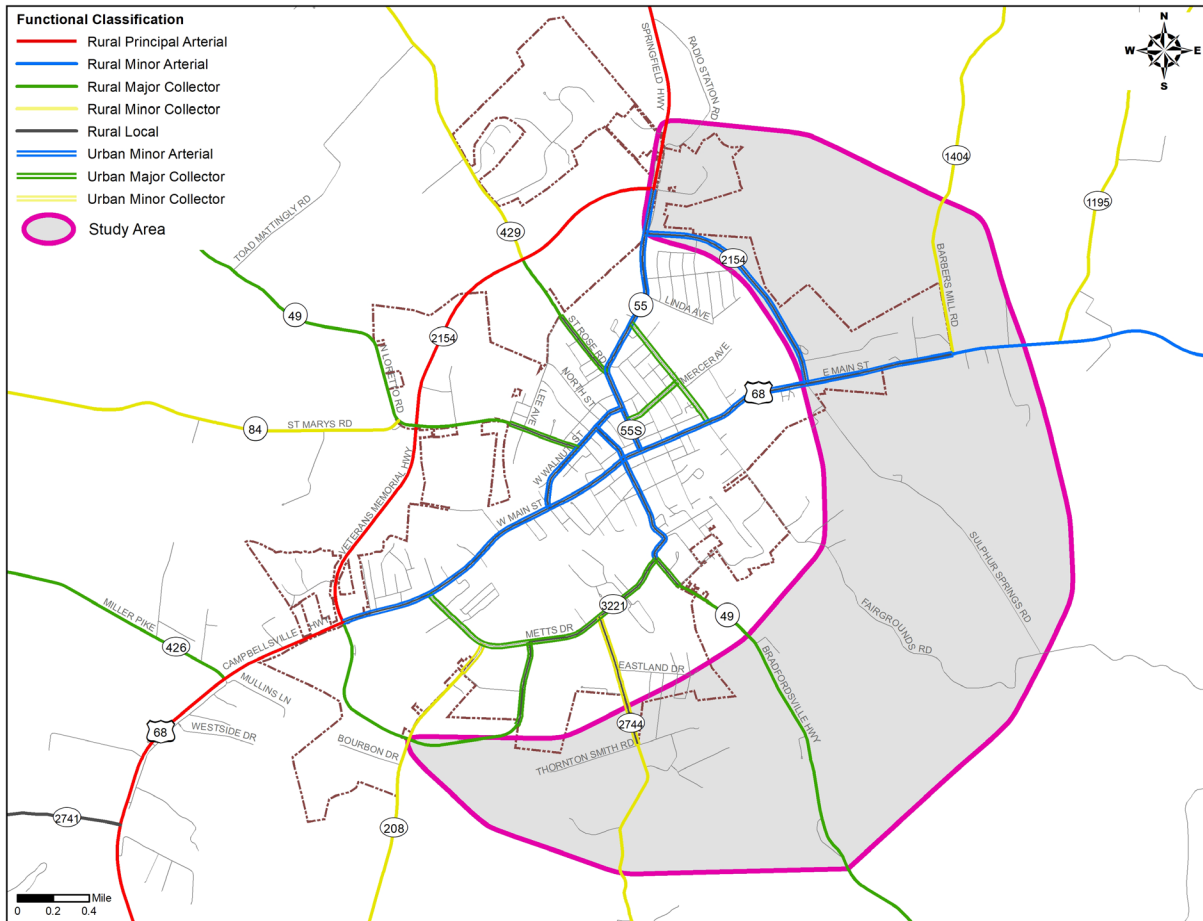 Functional Classification
Rural Principal Arterial
Rural Minor Arterial
Rural Major Collector
Rural Minor Collector
Rural Local
Urban Minor Arterial
Urban Major Collector
Urban Minor Collector
Study Area
N
W E
S
SPRINGFIELD HWY
RADIO STATION RD
1404
1195
TOAD MATTINGLY RD
429
2154
BARBERS MILL RD
49
55
LINDA AVE
2154
ST ROSE RD
N LORETTO RD
MERCER AVE
E MAIN ST
NORTH ST
LEE AVE
68
84
ST MARYS RD
55S
W WALNUT ST
VETERANS MEMORIAL HWY
W MAIN ST
SULPHUR SPRINGS RD
MILLER PIKE
426
CAMPBELLSVILLE HWY
3221
49
FAIRGROUNDS RD
METTS DR
EASTLAND DR
BRADFORDSVILLE HWY
MULLINS LN
WESTSIDE DR
68
BOURBON DR
2744
THORNTON SMITH RD
2741
208
Mile
0 0.2 0.4